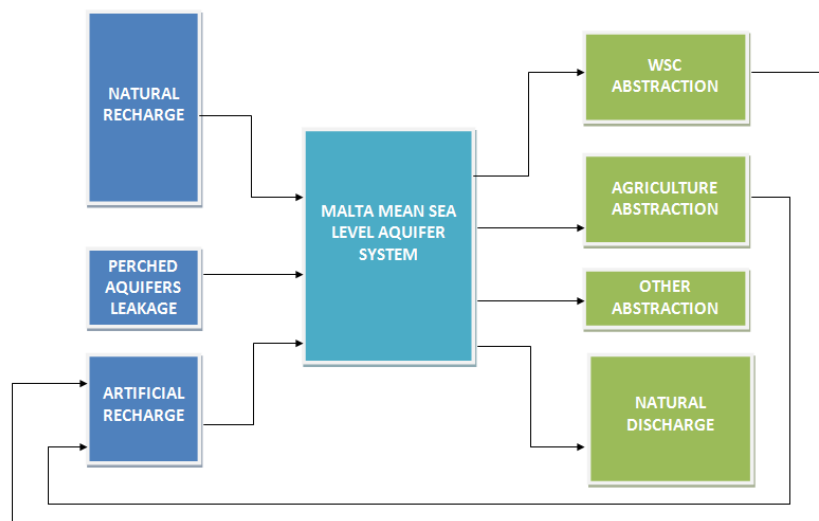 NATURAL
RECHARGE
PERCHED
AQUIFERS
LEAKAGE
ARTIFICIAL
RECHARGE
MALTA MEAN SEA
LEVEL AQUIFER
SYSTEM
WSC
ABSTRACTION
AGRICULTURE
ABSTRACTION
OTHER
ABSTRACTION
NATURAL
DISCHARGE